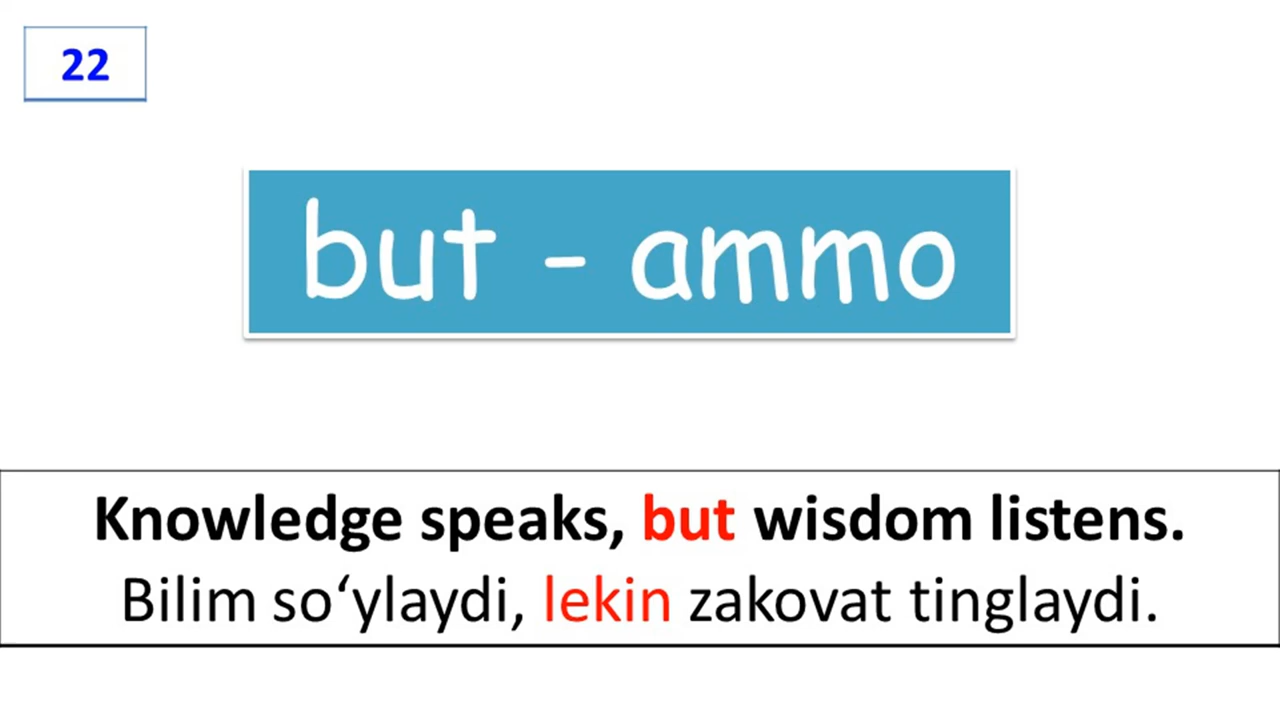 22
but - ammo
Knowledge speaks, but wisdom listens.
Bilim so‘ylaydi, lekin zakovat tinglaydi.